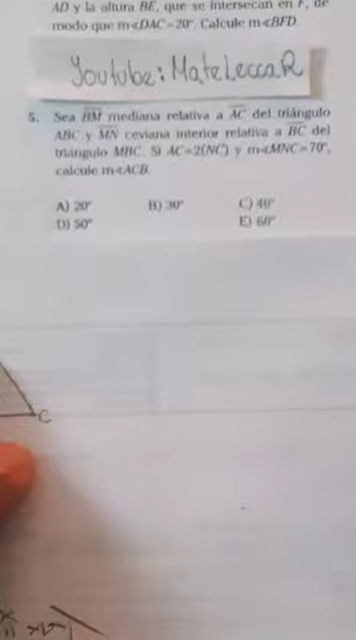 AD y la altura BE, que se intersecan en F, de
modo que m∢DAC=20°. Calcule m∢BFD
Youtube: MateLeccaR
5. Sea BM mediana relativa a AC del triángulo
ABC y MN ceviana interior relativa a BC del
triángulo MBC. Si AC=2(NC) y m∢MNC=70°,
calcule m∢ACB.
A) 20° B) 30° C) 40°
D) 50° E) 60°
C